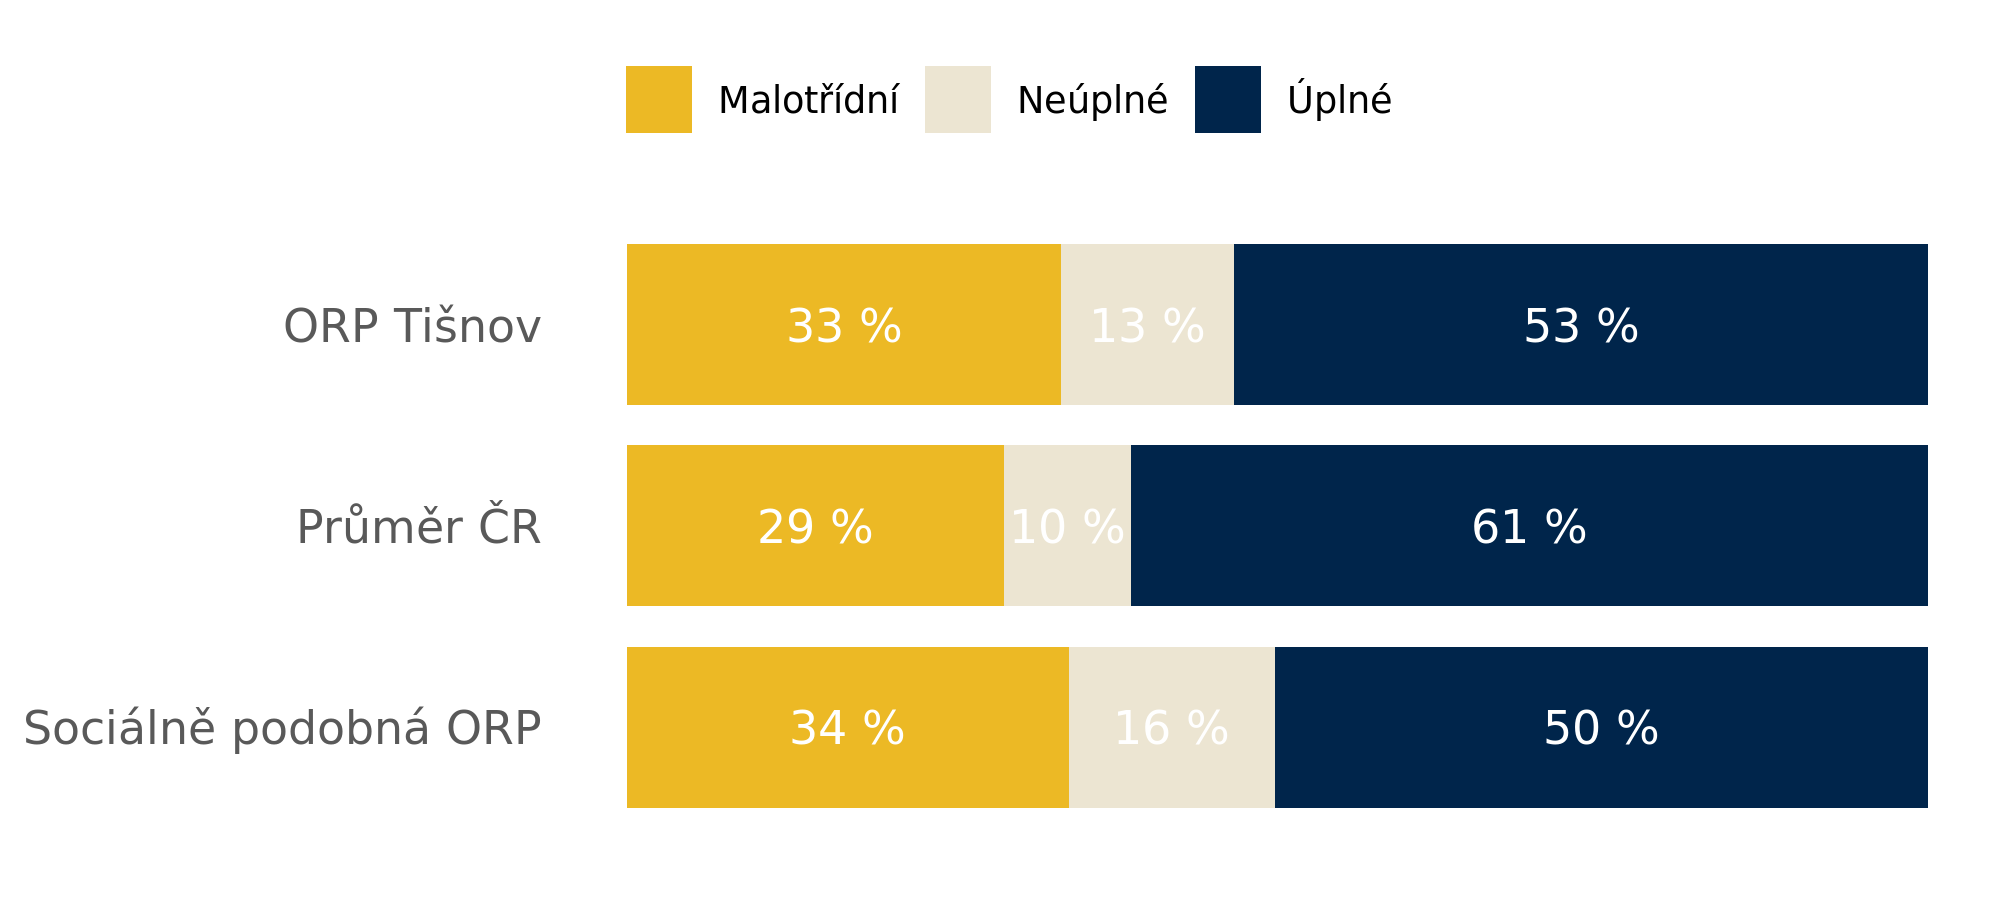 Malotřídní Neúplné Úplné
ORP Tišnov 33 % 13 % 53 %
Průměr ČR 29 % 10 % 61 %
Sociálně podobná ORP 34 % 16 % 50 %